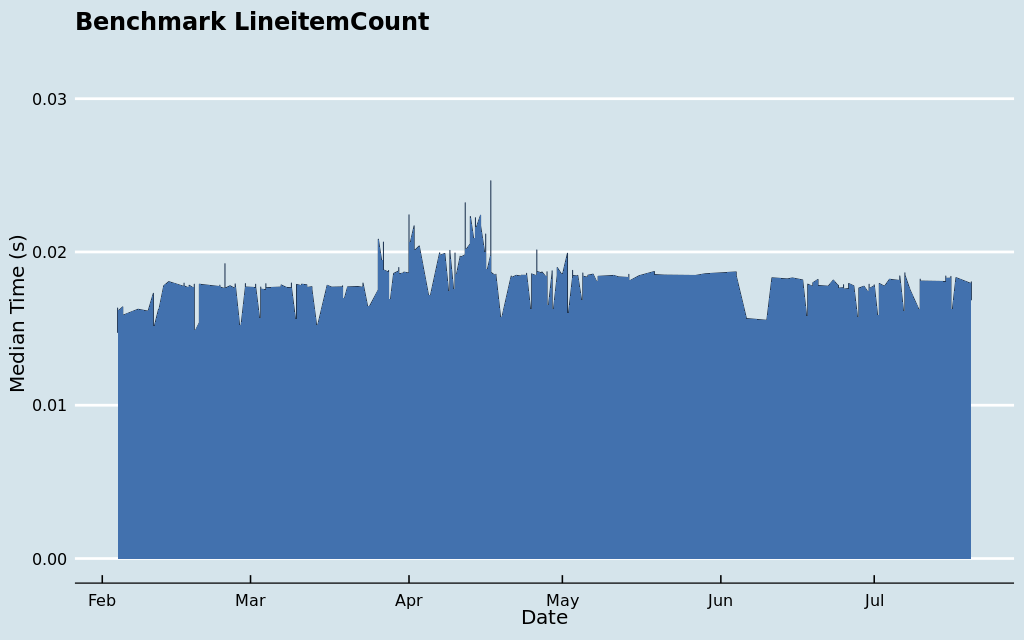 Benchmark LineitemCount
Median Time (s)
0.03
0.02
0.01
0.00
Feb Mar Apr May Jun Jul
Date